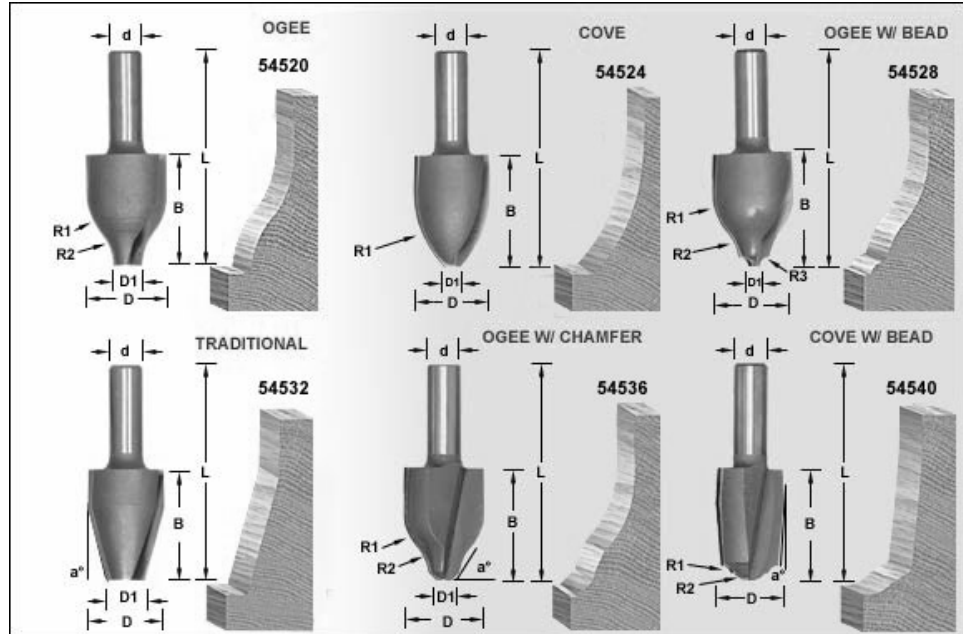 OGEE
d
54520
L
B
R1
R2
D1
D
COVE
d
54524
L
B
R1
D1
D
OGEE W/ BEAD
d
54528
L
B
R1
R2
R3
D1
D
TRADITIONAL
d
54532
L
B
a°
D1
D
OGEE W/ CHAMFER
d
54536
L
B
R1
R2
a°
D1
D
COVE W/ BEAD
d
54540
L
B
R1
R2
a°
D